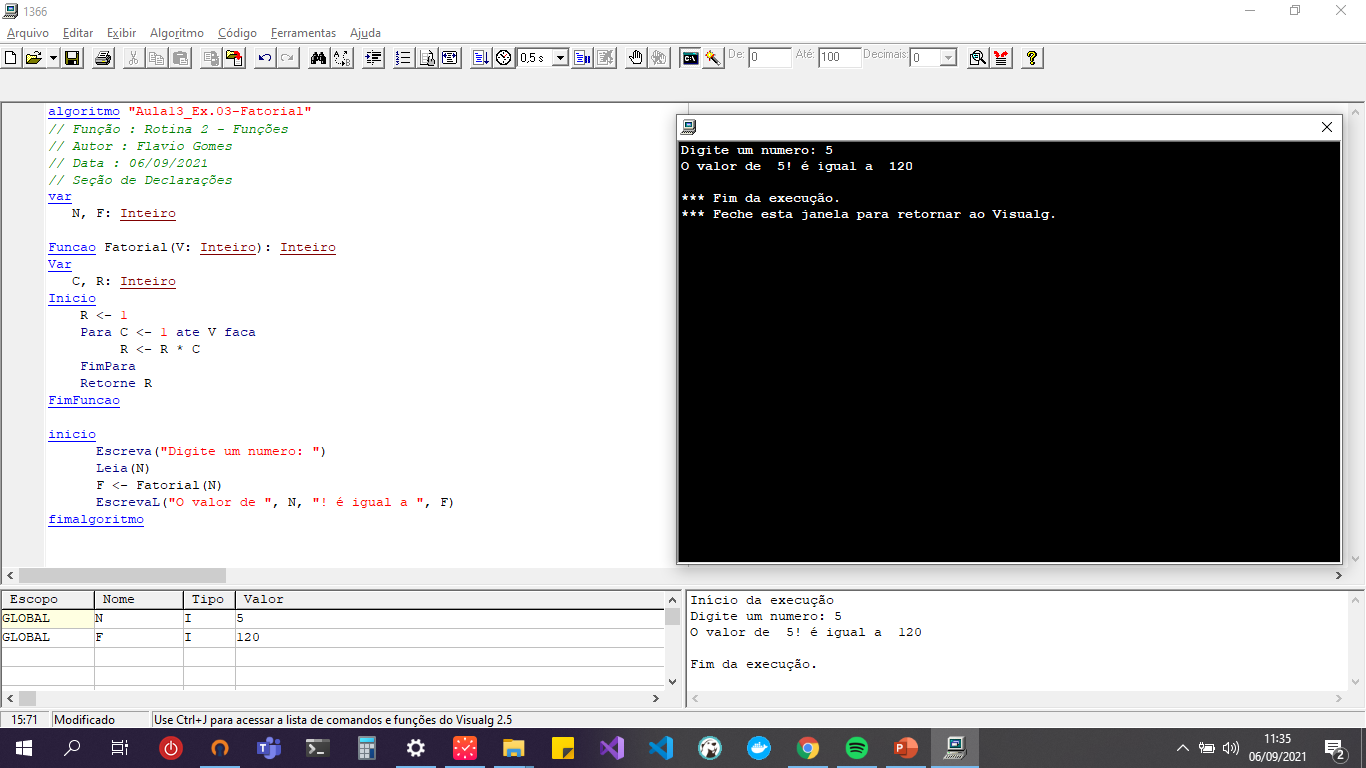 1366
Arquivo Editar Exibir Algoritmo Código Ferramentas Ajuda
0,5 s De: 0 Até: 100 Decimais: 0
algoritmo "Aula13_Ex.03-Fatorial"
// Função : Rotina 2 - Funções
// Autor : Flavio Gomes
// Data : 06/09/2021
// Seção de Declarações
var
N, F: Inteiro
Funcao Fatorial(V: Inteiro): Inteiro
Var
C, R: Inteiro
Inicio
R <- 1
Para C <- 1 ate V faca
R <- R * C
FimPara
Retorne R
FimFuncao
inicio
Escreva("Digite um numero: ")
Leia(N)
F <- Fatorial(N)
EscrevaL("O valor de ", N, "! é igual a ", F)
fimalgoritmo
Digite um numero: 5
O valor de  5! é igual a  120
*** Fim da execução.
*** Feche esta janela para retornar ao Visualg.
Escopo Nome Tipo Valor
GLOBAL N I 5
GLOBAL F I 120
Início da execução
Digite um numero: 5
O valor de  5! é igual a  120
Fim da execução.
15:71 Modificado Use Ctrl+J para acessar a lista de comandos e funções do Visualg 2.5
11:35
06/09/2021
2